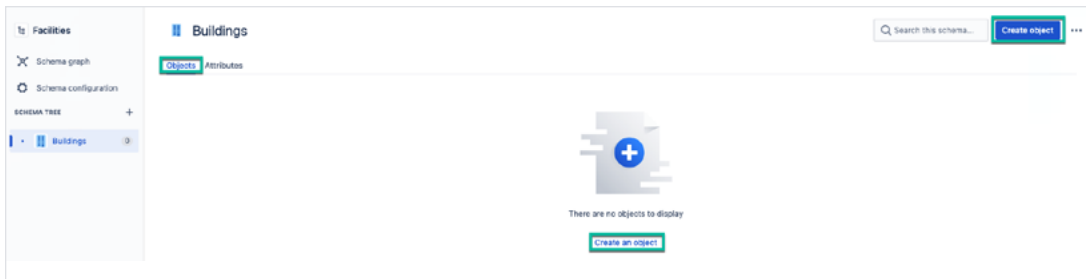 Facilities
Buildings
Search this schema...
Create object
Schema graph
Objects
Attributes
Schema configuration
SCHEMA TREE
Buildings
0
There are no objects to display
Create an object